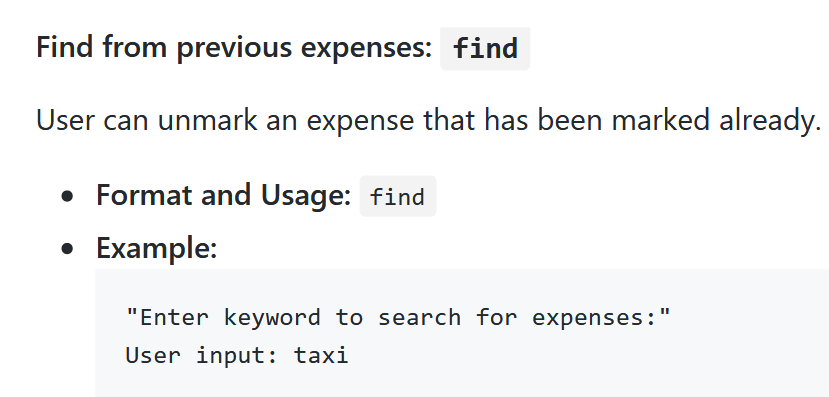 Find from previous expenses: find
User can unmark an expense that has been marked already.
Format and Usage: find
Example:
"Enter keyword to search for expenses:"
User input: taxi